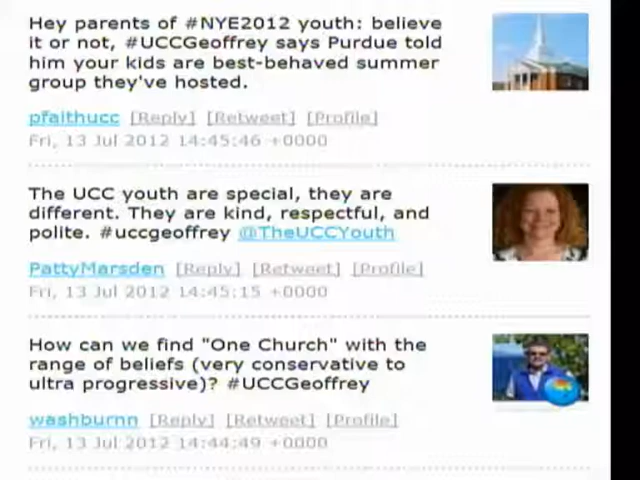 Hey parents of #NYE2012 youth: believe
it or not, #UCCGeoffrey says Purdue told
him your kids are best-behaved summer
group they've hosted.
pfaithucc [Reply] [Retweet] [Profile]
Fri, 13 Jul 2012 14:45:46 +0000
The UCC youth are special, they are
different. They are kind, respectful, and
polite. #uccgeoffrey @TheUCCYouth
PattyMarsden [Reply] [Retweet] [Profile]
Fri, 13 Jul 2012 14:45:15 +0000
How can we find "One Church" with the
range of beliefs (very conservative to
ultra progressive)? #UCCGeoffrey
washburnn [Reply] [Retweet] [Profile]
Fri, 13 Jul 2012 14:44:49 +0000